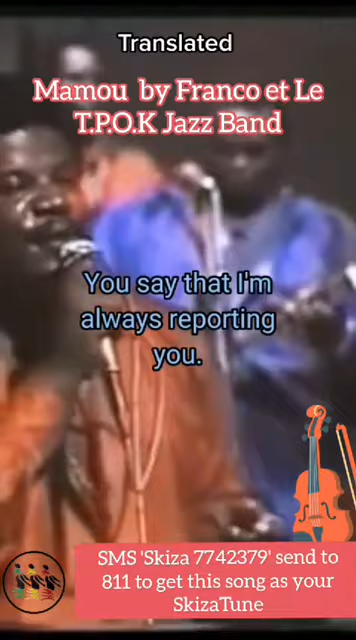 Translated
Mamou by Franco et Le
T.P.O.K Jazz Band
You say that I'm
always reporting
you.
SMS 'Skiza 7742379' send to
811 to get this song as your
SkizaTune